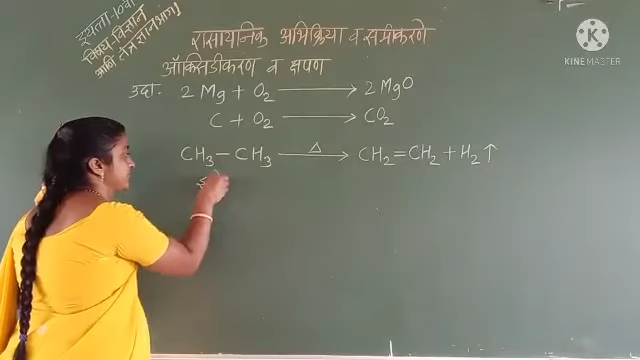 इयत्ता-१०वी
विषय-विज्ञान
आणि तंत्रज्ञान भाग १
रासायनिक अभिक्रिया व समीकरणे
ऑक्सिडीकरण व क्षपण
उदा. 2 Mg + O₂ ⟶ 2 MgO
C + O₂ ⟶ CO₂
CH₃ – CH₃ —Δ→ CH₂ = CH₂ + H₂ ↑
KINEMASTER